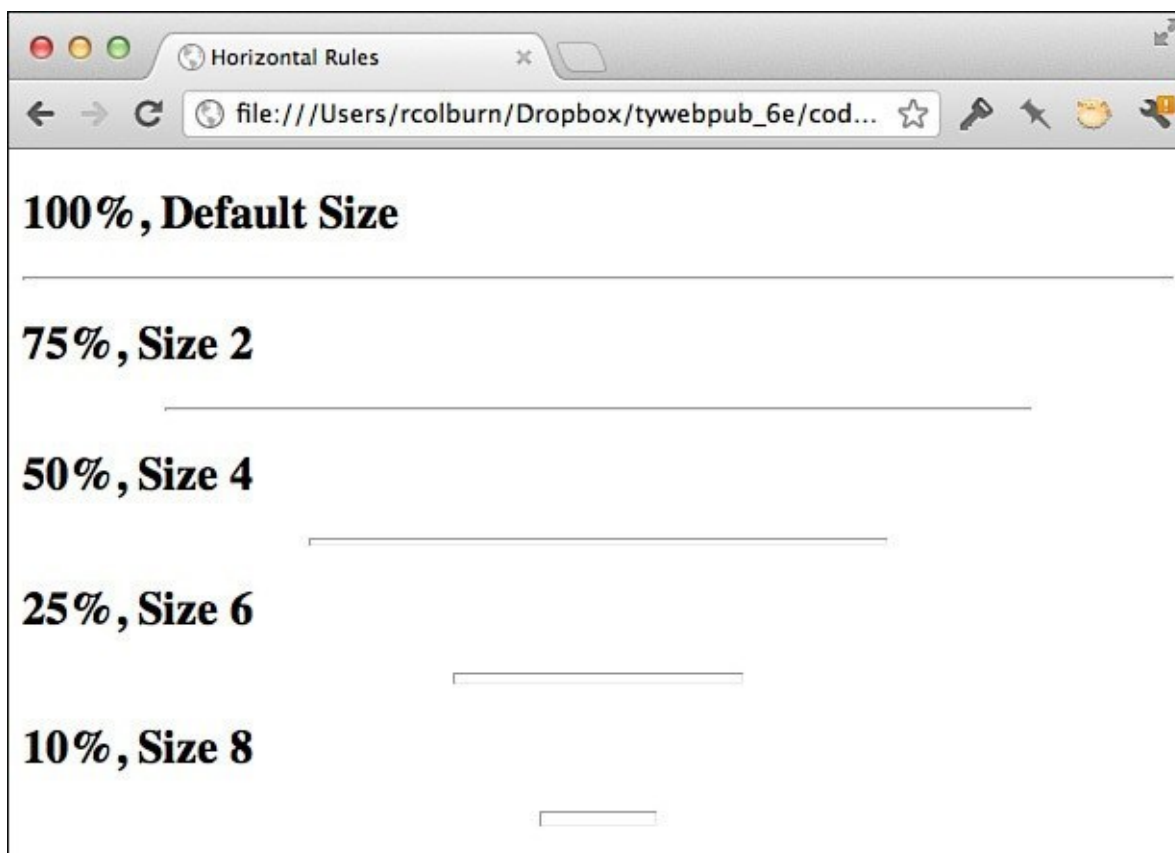 Horizontal Rules
file:///Users/rcolburn/Dropbox/tywebpub_6e/cod...
100%, Default Size
75%, Size 2
50%, Size 4
25%, Size 6
10%, Size 8